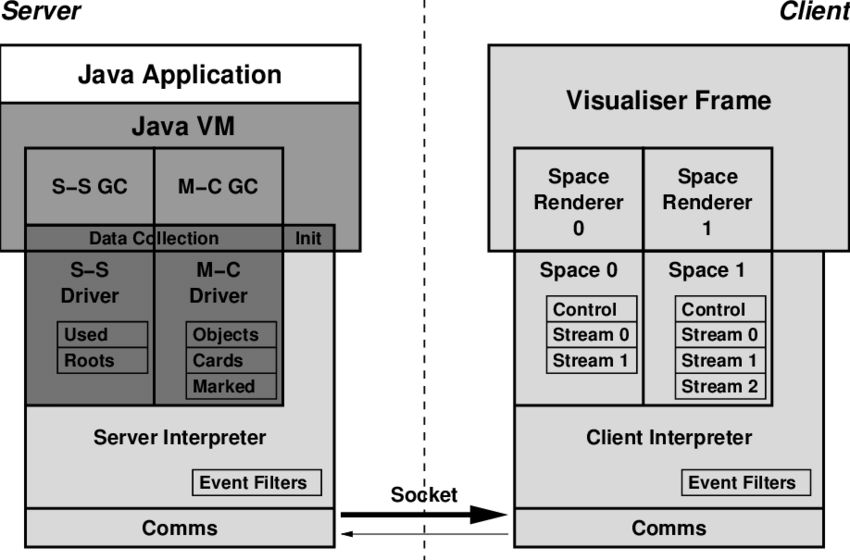 Server
Client
Java Application
Java VM
S–S GC
M–C GC
Data Collection
Init
S–S
Driver
M–C
Driver
Used
Roots
Objects
Cards
Marked
Server Interpreter
Event Filters
Comms
Socket
Visualiser Frame
Space
Renderer
0
Space
Renderer
1
Space 0
Space 1
Control
Stream 0
Stream 1
Control
Stream 0
Stream 1
Stream 2
Client Interpreter
Event Filters
Comms